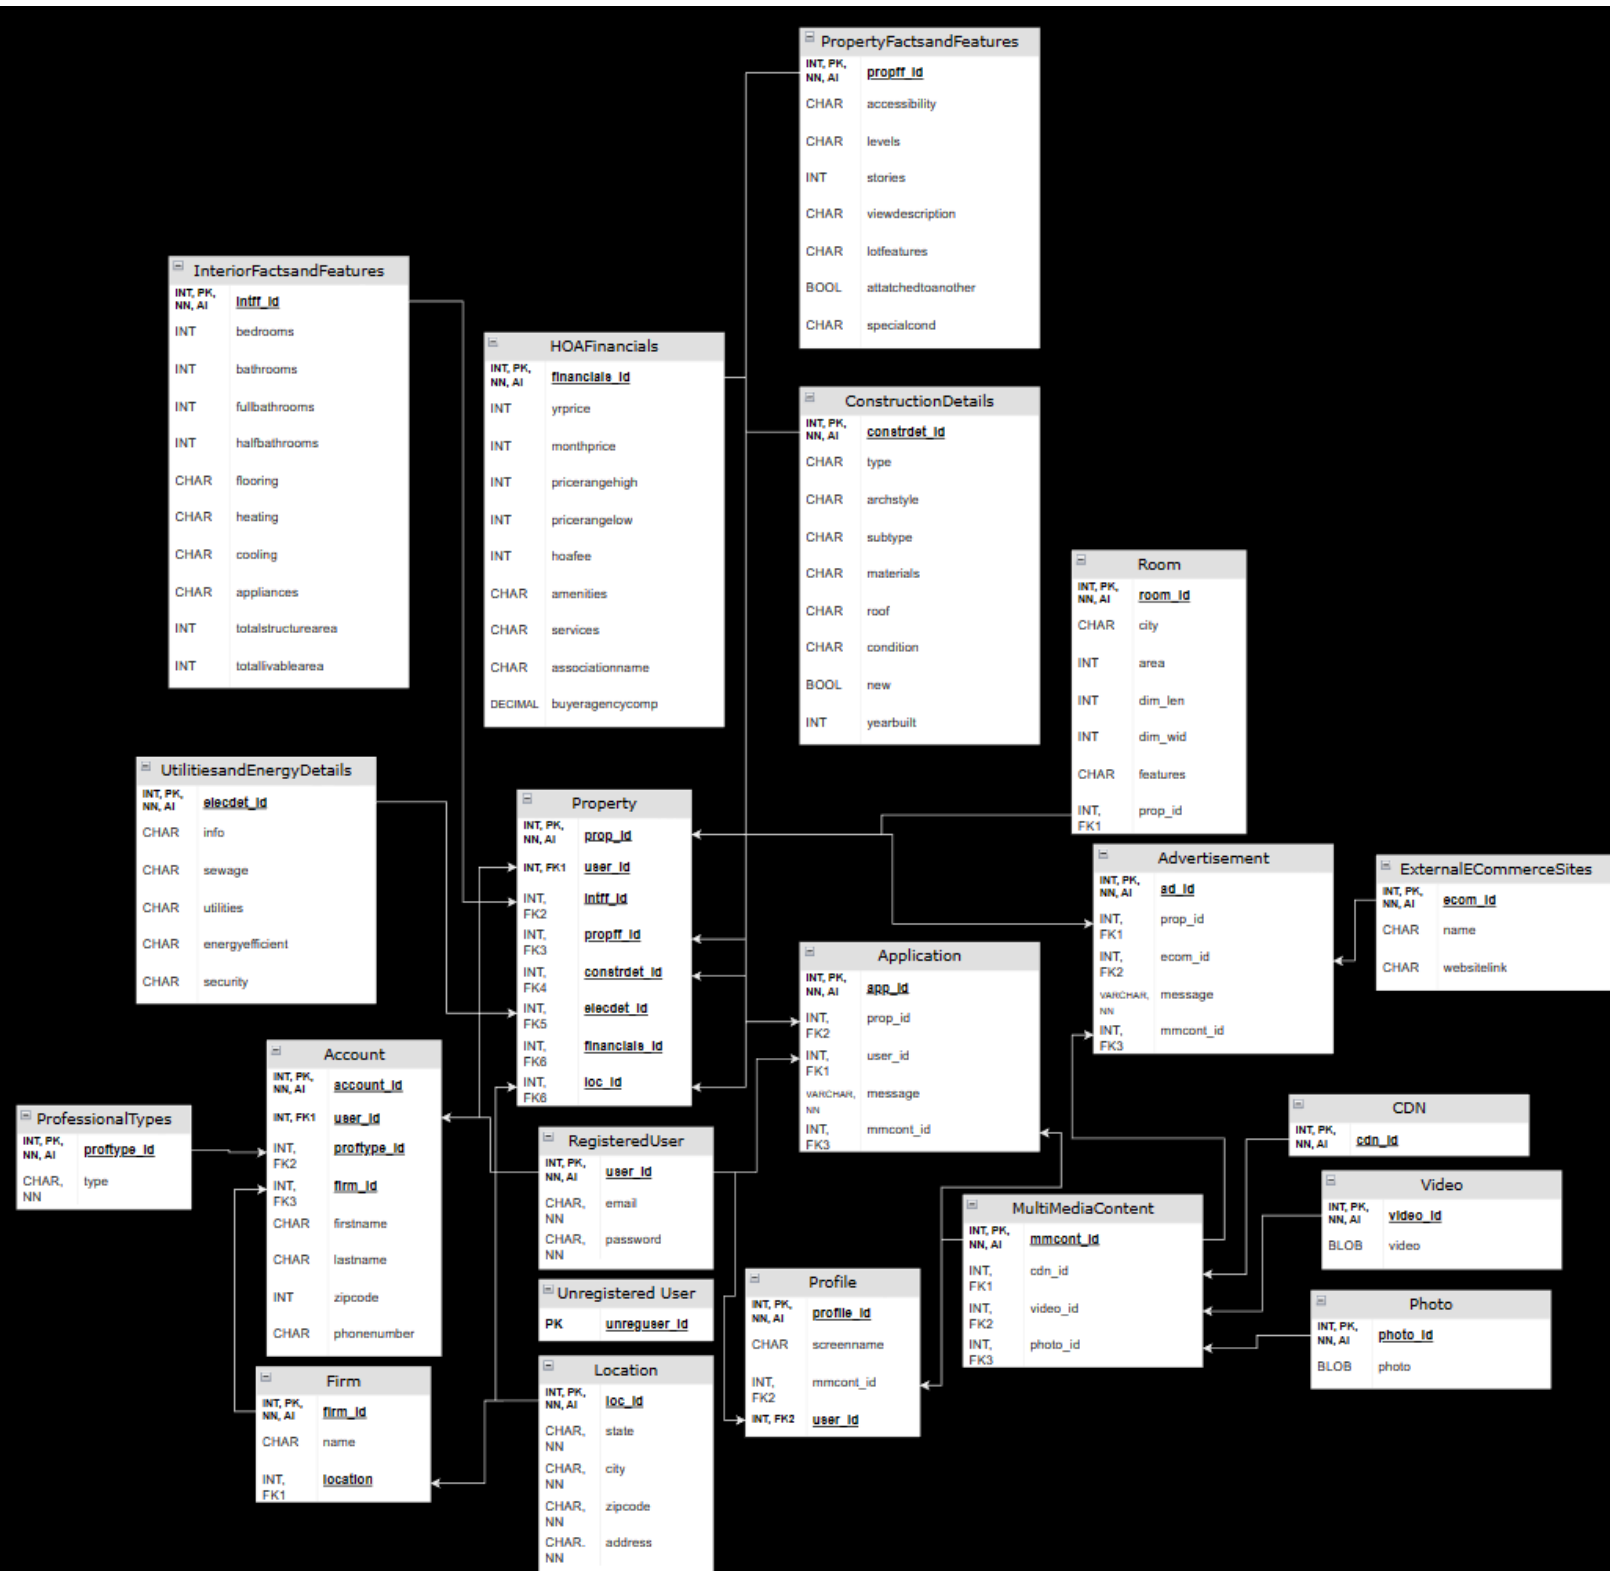 PropertyFactsandFeatures
INT, PK, NN, AI propff_id
CHAR accessibility
CHAR levels
INT stories
CHAR viewdescription
CHAR lotfeatures
BOOL attatchedtoanother
CHAR specialcond
InteriorFactsandFeatures
INT, PK, NN, AI intff_id
INT bedrooms
INT bathrooms
INT fullbathrooms
INT halfbathrooms
CHAR flooring
CHAR heating
CHAR cooling
CHAR appliances
INT totalstructurearea
INT totallivablearea
HOAFinancials
INT, PK, NN, AI financials_id
INT yrprice
INT monthprice
INT pricerangehigh
INT pricerangelow
INT hoafee
CHAR amenities
CHAR services
CHAR associationname
DECIMAL buyeragencycomp
ConstructionDetails
INT, PK, NN, AI constrdet_id
CHAR type
CHAR archstyle
CHAR subtype
CHAR materials
CHAR roof
CHAR condition
BOOL new
INT yearbuilt
Room
INT, PK, NN, AI room_id
CHAR city
INT area
INT dim_len
INT dim_wid
CHAR features
INT, FK1 prop_id
UtilitiesandEnergyDetails
INT, PK, NN, AI elecdet_id
CHAR info
CHAR sewage
CHAR utilities
CHAR energyefficient
CHAR security
Property
INT, PK, NN, AI prop_id
INT, FK1 user_id
INT, FK2 intff_id
INT, FK3 propff_id
INT, FK4 constrdet_id
INT, FK5 elecdet_id
INT, FK6 financials_id
INT, FK6 loc_id
Advertisement
INT, PK, NN, AI ad_id
INT, FK1 prop_id
INT, FK2 ecom_id
VARCHAR, NN message
INT, FK3 mmcont_id
ExternalECommerceSites
INT, PK, NN, AI ecom_id
CHAR name
CHAR websitelink
Application
INT, PK, NN, AI app_id
INT, FK2 prop_id
INT, FK1 user_id
VARCHAR, NN message
INT, FK3 mmcont_id
Account
INT, PK, NN, AI account_id
INT, FK1 user_id
INT, FK2 proftype_id
INT, FK3 firm_id
CHAR firstname
CHAR lastname
INT zipcode
CHAR phonenumber
ProfessionalTypes
INT, PK, NN, AI proftype_id
CHAR, NN type
RegisteredUser
INT, PK, NN, AI user_id
CHAR, NN email
CHAR, NN password
Unregistered User
PK unreguser_id
CDN
INT, PK, NN, AI cdn_id
Video
INT, PK, NN, AI video_id
BLOB video
MultiMediaContent
INT, PK, NN, AI mmcont_id
INT, FK1 cdn_id
INT, FK2 video_id
INT, FK3 photo_id
Photo
INT, PK, NN, AI photo_id
BLOB photo
Profile
INT, PK, NN, AI profile_id
CHAR screenname
INT, FK2 mmcont_id
INT, FK2 user_id
Firm
INT, PK, NN, AI firm_id
CHAR name
INT, FK1 location
Location
INT, PK, NN, AI loc_id
CHAR, NN state
CHAR, NN city
CHAR, NN zipcode
CHAR. NN address